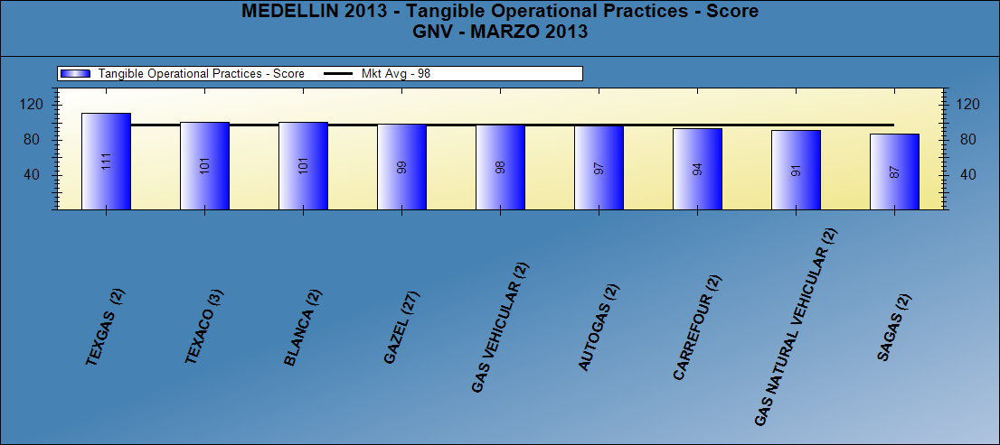 MEDELLIN 2013 - Tangible Operational Practices - Score
GNV - MARZO 2013
Tangible Operational Practices - Score
Mkt Avg - 98
120
80
40
120
80
40
111
101
101
99
98
97
94
91
87
TEXGAS (2)
TEXACO (3)
BLANCA (2)
GAZEL (27)
GAS VEHICULAR (2)
AUTOGAS (2)
CARREFOUR (2)
GAS NATURAL VEHICULAR (2)
SAGAS (2)